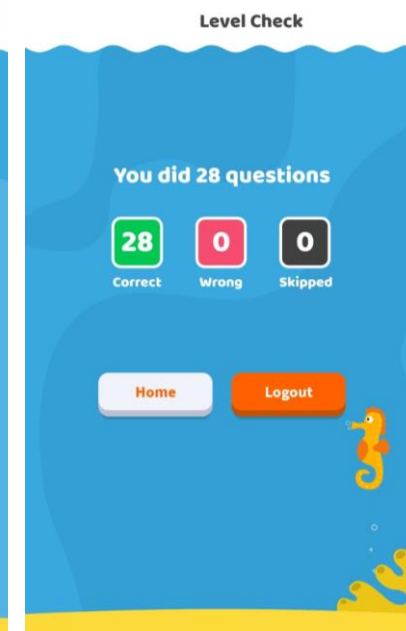 Level Check
You did 28 questions
28 0 0
Correct Wrong Skipped
Home Logout